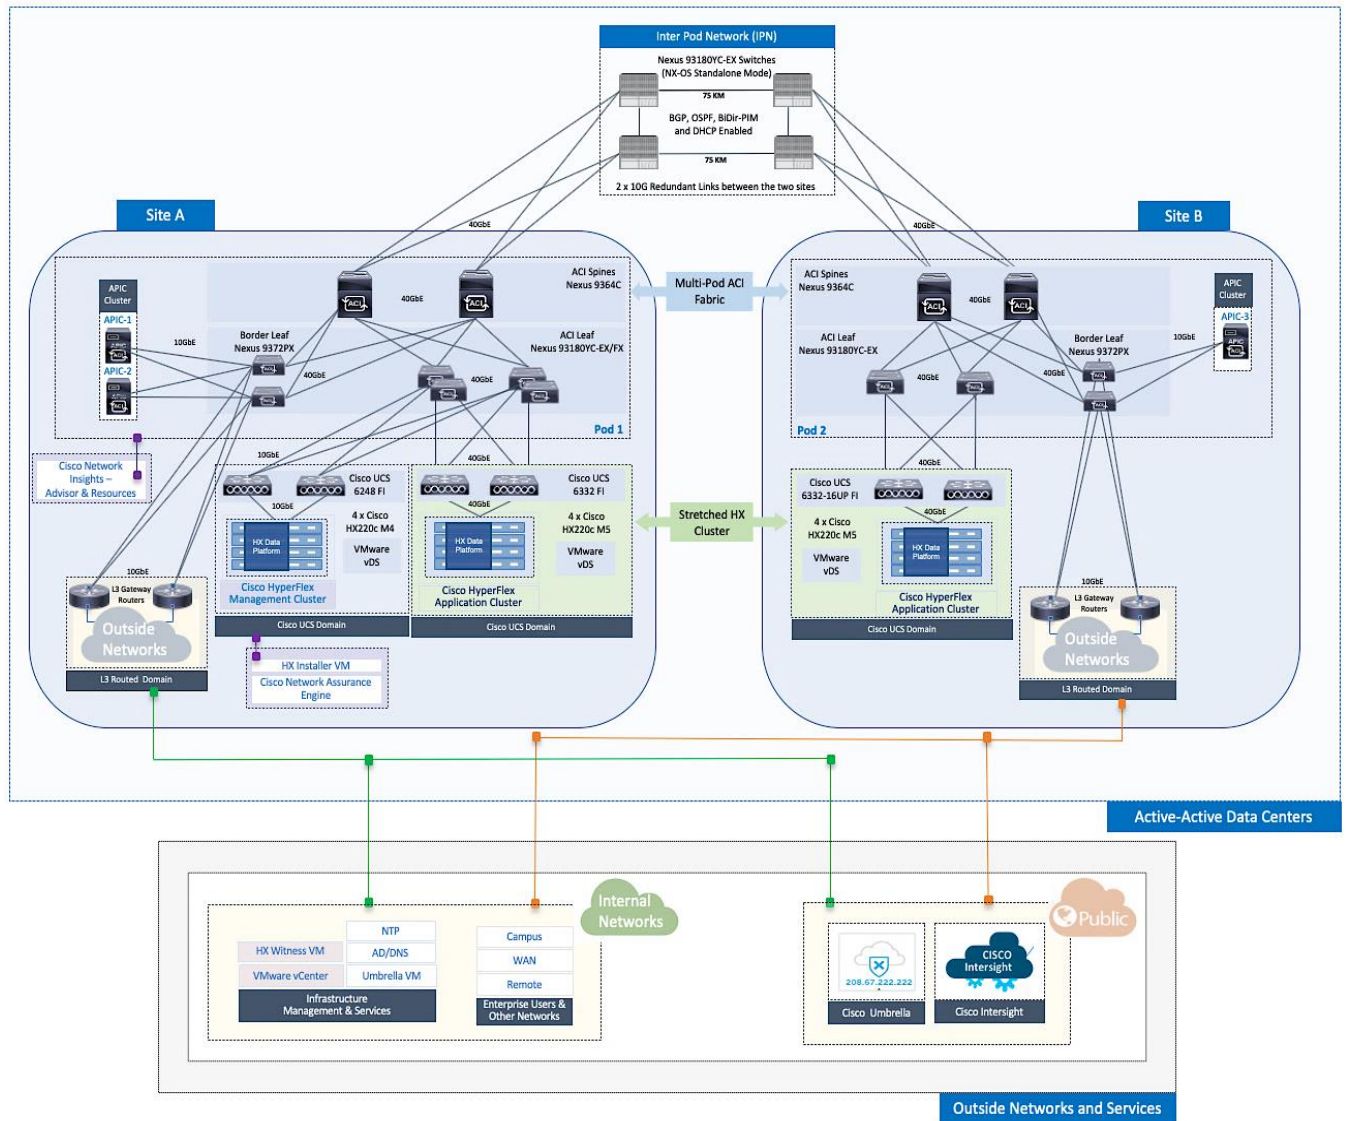 Inter Pod Network (IPN)
Nexus 93180YC-EX Switches
(NX-OS Standalone Mode)
75 KM
BGP, OSPF, BiDir-PIM
and DHCP Enabled
75 KM
2 x 10G Redundant Links between the two sites
Site A
Site B
40GbE
40GbE
APIC
Cluster
APIC-1
APIC
ACI
APIC-2
ACI
10GbE
ACI Spines
Nexus 9364C
ACI
ACI
40GbE
Border Leaf
Nexus 9372PX
ACI Leaf
Nexus 93180YC-EX/FX
40GbE
40GbE
Pod 1
Multi-Pod ACI
Fabric
ACI Spines
Nexus 9364C
ACI
ACI
40GbE
ACI Leaf
Nexus 93180YC-EX
Border Leaf
Nexus 9372PX
40GbE
40GbE
10GbE
APIC
Cluster
APIC-3
APIC
ACI
Pod 2
Cisco Network
Insights –
Advisor & Resources
10GbE
Cisco UCS
6248 FI
10GbE
4 x Cisco
HX220c M4
HX Data
Platform
VMware
vDS
Cisco HyperFlex
Management Cluster
Cisco UCS Domain
40GbE
Cisco UCS
6332 FI
40GbE
4 x Cisco
HX220c M5
HX Data
Platform
VMware
vDS
Cisco HyperFlex
Application Cluster
Cisco UCS Domain
Stretched HX
Cluster
40GbE
Cisco UCS
6332-16UP FI
40GbE
4 x Cisco
HX220c M5
HX Data
Platform
VMware
vDS
Cisco HyperFlex
Application Cluster
Cisco UCS Domain
10GbE
L3 Gateway
Routers
Outside
Networks
L3 Routed Domain
HX Installer VM
Cisco Network Assurance
Engine
10GbE
L3 Gateway
Routers
Outside
Networks
L3 Routed Domain
Active-Active Data Centers
Internal
Networks
Public
NTP
HX Witness VM
AD/DNS
VMware vCenter
Umbrella VM
Infrastructure
Management & Services
Campus
WAN
Remote
Enterprise Users &
Other Networks
208.67.222.222
Cisco Umbrella
CISCO
Intersight
Cisco Intersight
Outside Networks and Services